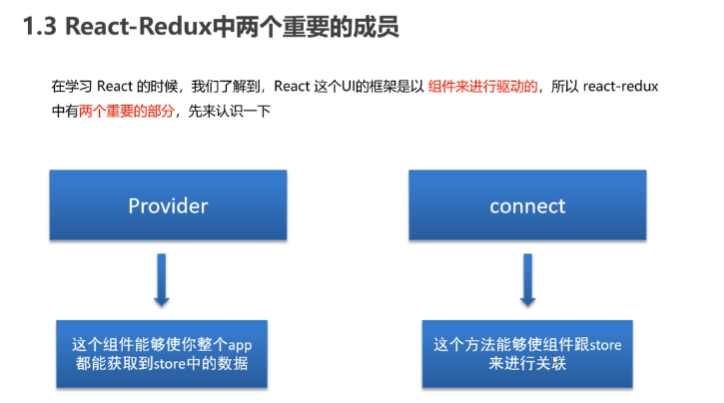 1.3 React-Redux中两个重要的成员
在学习 React 的时候，我们了解到，React 这个UI的框架是以 组件来进行驱动的，所以 react-redux
中有两个重要的部分，先来认识一下
Provider
connect
这个组件能够使你整个app
都能获取到store中的数据
这个方法能够使组件跟store
来进行关联